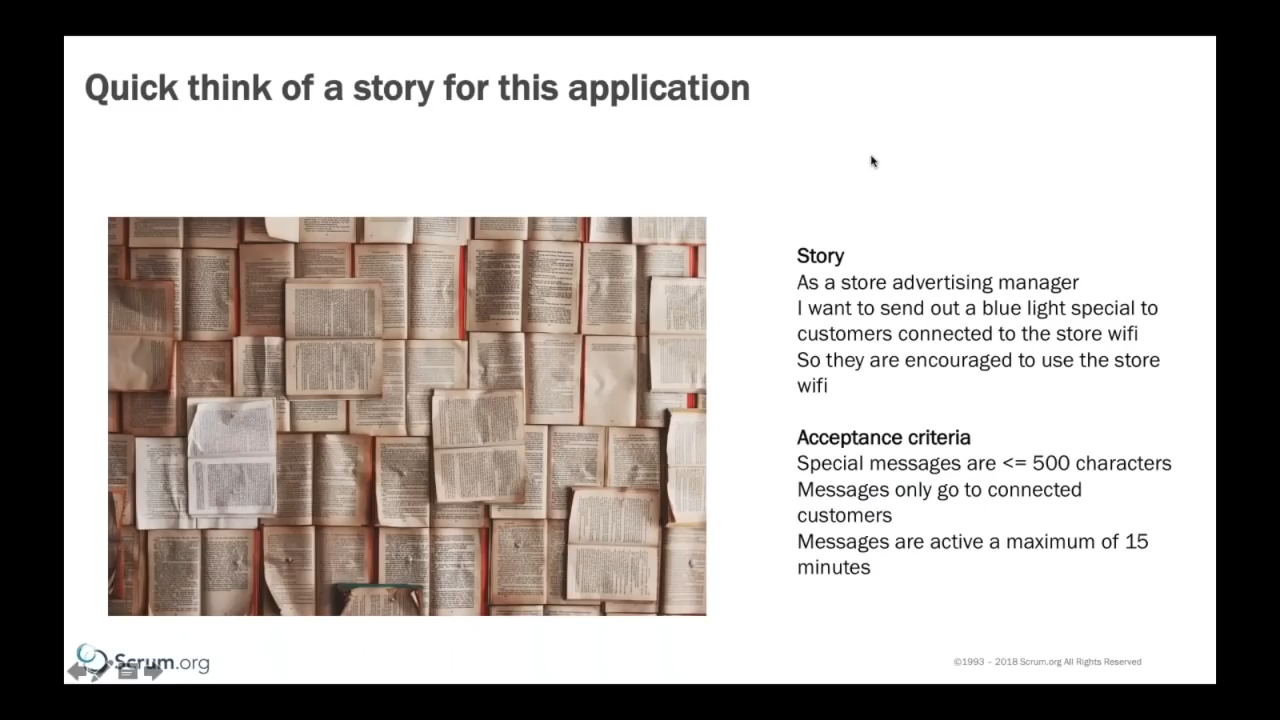 Quick think of a story for this application
Story
As a store advertising manager
I want to send out a blue light special to
customers connected to the store wifi
So they are encouraged to use the store
wifi
Acceptance criteria
Special messages are <= 500 characters
Messages only go to connected
customers
Messages are active a maximum of 15
minutes
Scrum.org
©1993 – 2018 Scrum.org All Rights Reserved